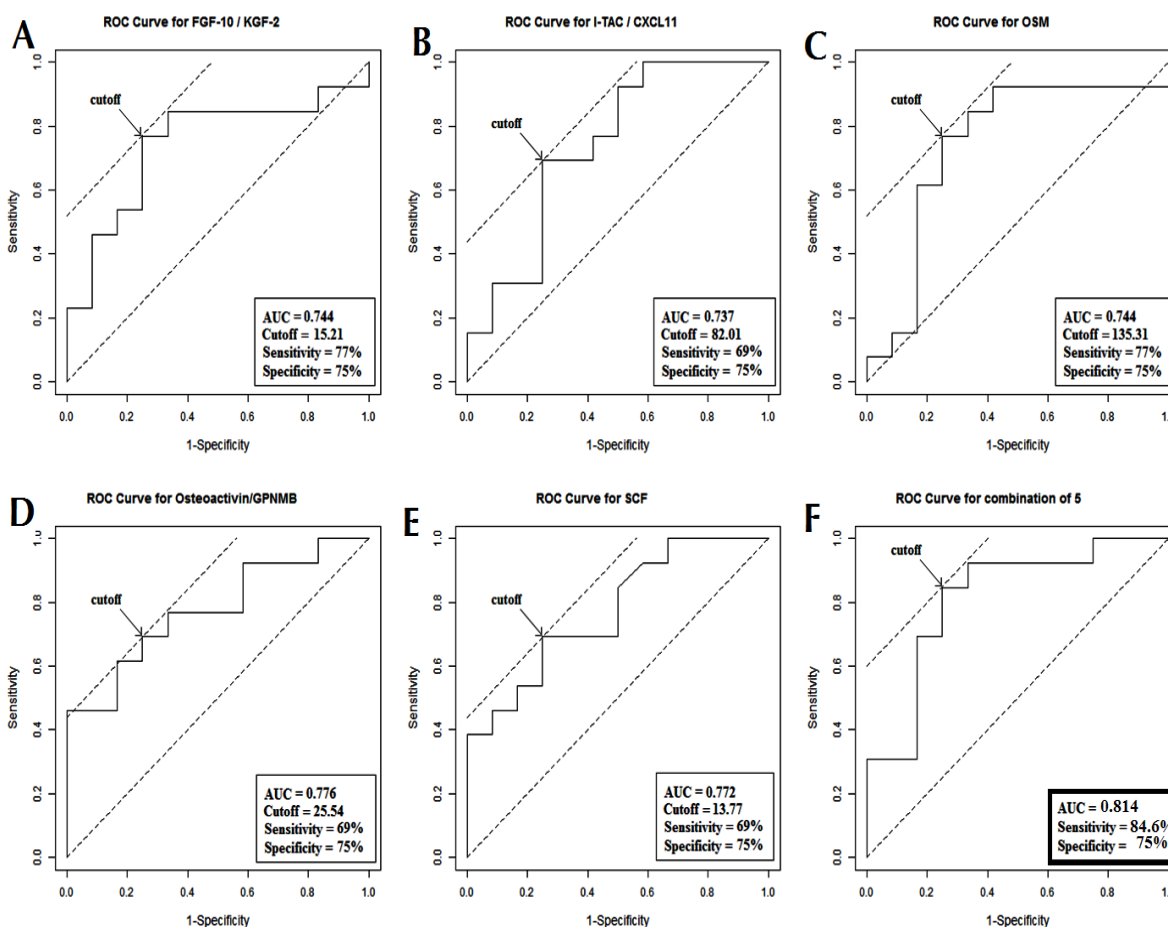 A
ROC Curve for FGF-10 / KGF-2
cutoff
Sensitivity
0.0 0.2 0.4 0.6 0.8 1.0
AUC = 0.744
Cutoff = 15.21
Sensitivity = 77%
Specificity = 75%
0.0 0.2 0.4 0.6 0.8 1.0
1-Specificity
B
ROC Curve for I-TAC / CXCL11
cutoff
Sensitivity
0.0 0.2 0.4 0.6 0.8 1.0
AUC = 0.737
Cutoff = 82.01
Sensitivity = 69%
Specificity = 75%
0.0 0.2 0.4 0.6 0.8 1.0
1-Specificity
C
ROC Curve for OSM
cutoff
Sensitivity
0.0 0.2 0.4 0.6 0.8 1.0
AUC = 0.744
Cutoff = 135.31
Sensitivity = 77%
Specificity = 75%
0.0 0.2 0.4 0.6 0.8 1.0
1-Specificity
D
ROC Curve for Osteoactivin/GPNMB
cutoff
Sensitivity
0.0 0.2 0.4 0.6 0.8 1.0
AUC = 0.776
Cutoff = 25.54
Sensitivity = 69%
Specificity = 75%
0.0 0.2 0.4 0.6 0.8 1.0
1-Specificity
E
ROC Curve for SCF
cutoff
Sensitivity
0.0 0.2 0.4 0.6 0.8 1.0
AUC = 0.772
Cutoff = 13.77
Sensitivity = 69%
Specificity = 75%
0.0 0.2 0.4 0.6 0.8 1.0
1-Specificity
F
ROC Curve for combination of 5
cutoff
Sensitivity
0.0 0.2 0.4 0.6 0.8 1.0
AUC = 0.814
Sensitivity = 84.6%
Specificity = 75%
0.0 0.2 0.4 0.6 0.8 1.0
1-Specificity